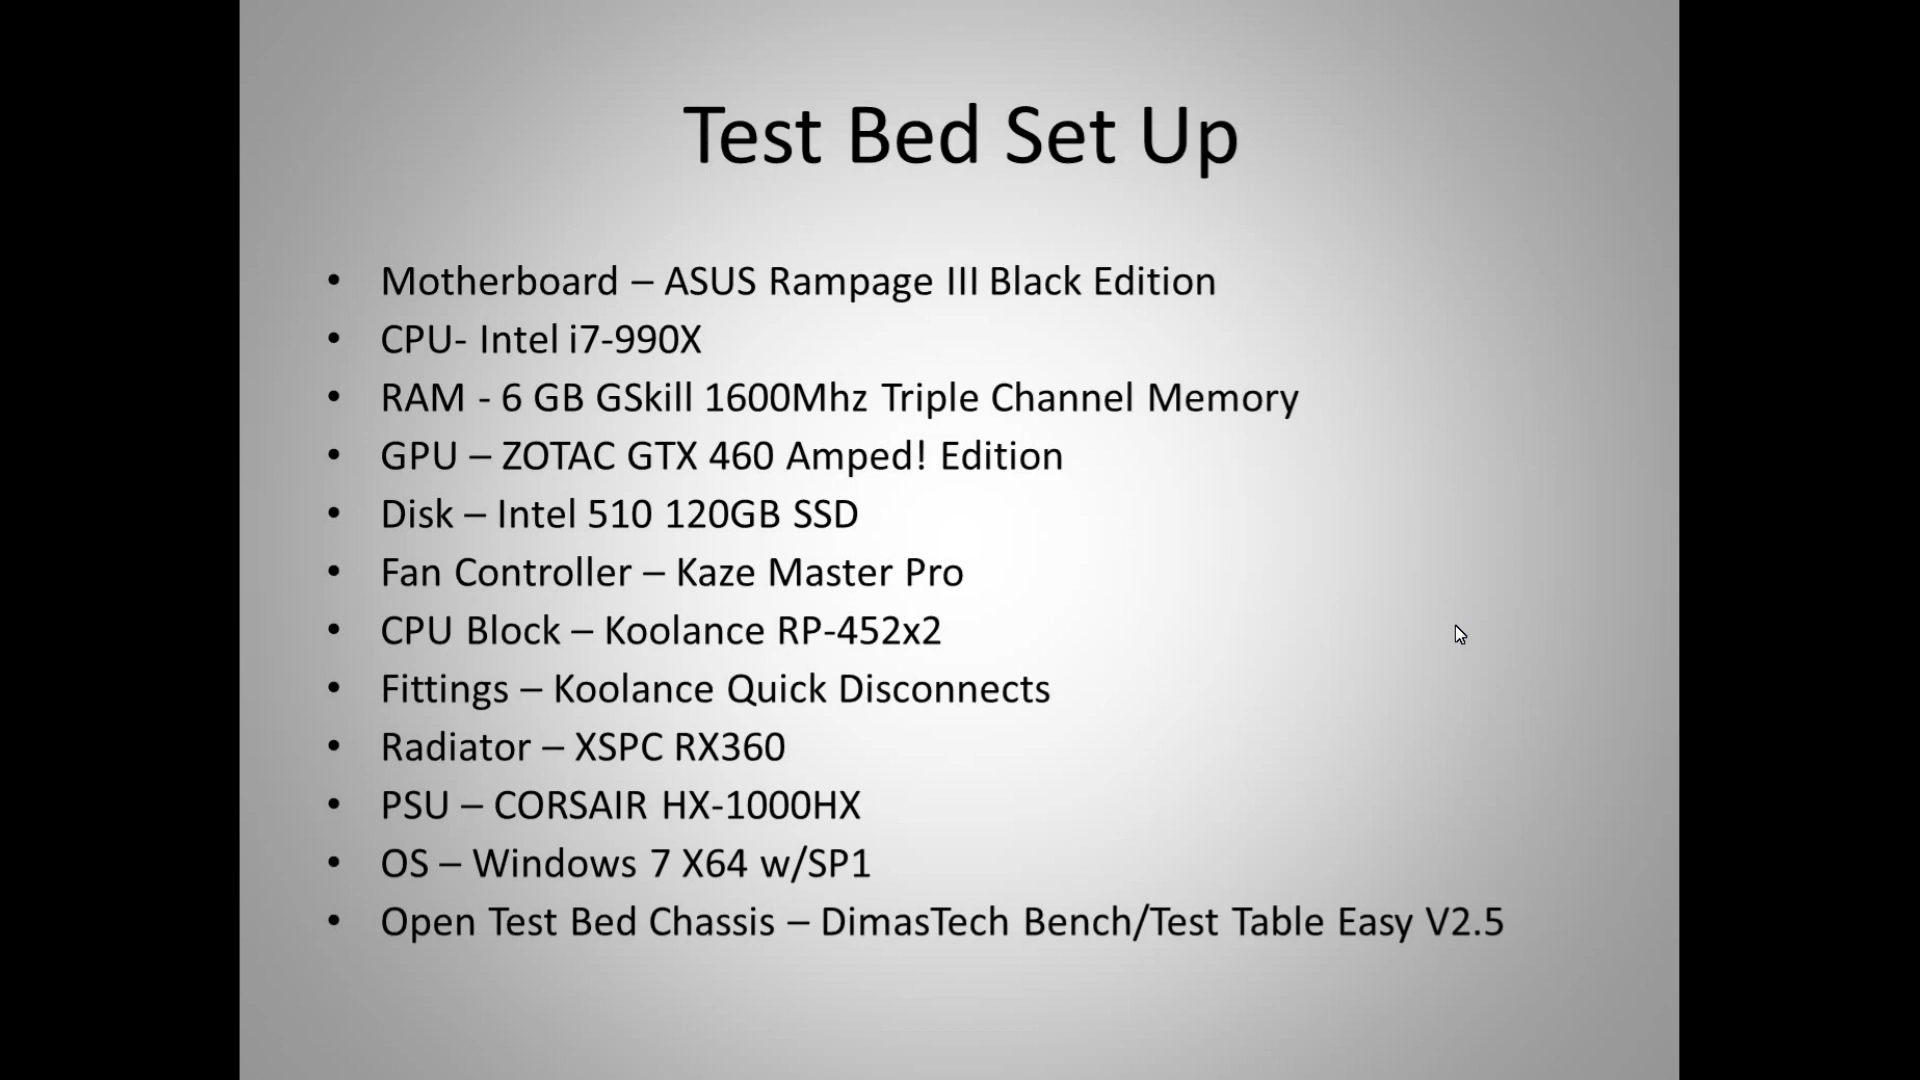 Test Bed Set Up
• Motherboard – ASUS Rampage III Black Edition
• CPU- Intel i7-990X
• RAM - 6 GB GSkill 1600Mhz Triple Channel Memory
• GPU – ZOTAC GTX 460 Amped! Edition
• Disk – Intel 510 120GB SSD
• Fan Controller – Kaze Master Pro
• CPU Block – Koolance RP-452x2
• Fittings – Koolance Quick Disconnects
• Radiator – XSPC RX360
• PSU – CORSAIR HX-1000HX
• OS – Windows 7 X64 w/SP1
• Open Test Bed Chassis – DimasTech Bench/Test Table Easy V2.5